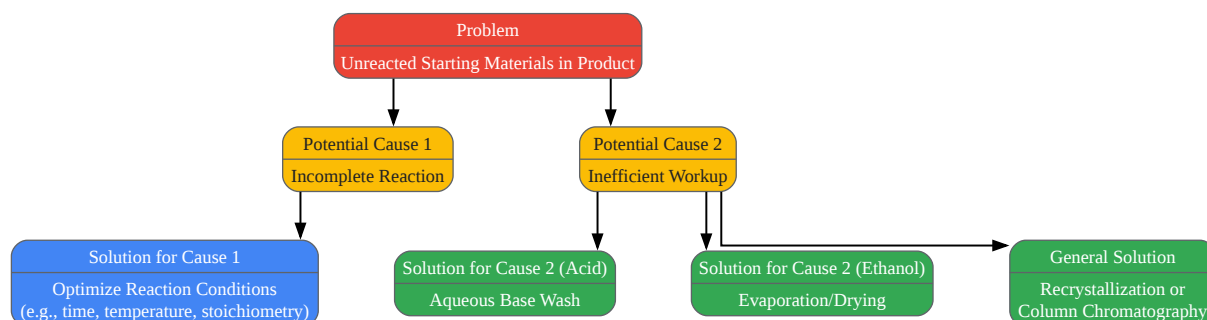 Problem
Unreacted Starting Materials in Product
Potential Cause 1
Incomplete Reaction
Potential Cause 2
Inefficient Workup
Solution for Cause 1
Optimize Reaction Conditions
(e.g., time, temperature, stoichiometry)
Solution for Cause 2 (Acid)
Aqueous Base Wash
Solution for Cause 2 (Ethanol)
Evaporation/Drying
General Solution
Recrystallization or
Column Chromatography